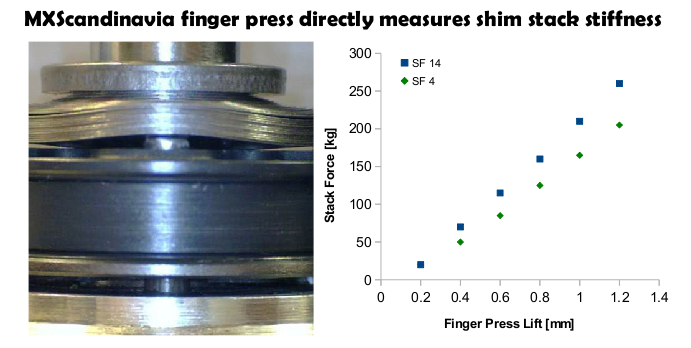 MXScandinavia finger press directly measures shim stack stiffness
SF 14
SF 4
Stack Force [kg]
300
250
200
150
100
50
0
0 0.2 0.4 0.6 0.8 1 1.2 1.4
Finger Press Lift [mm]